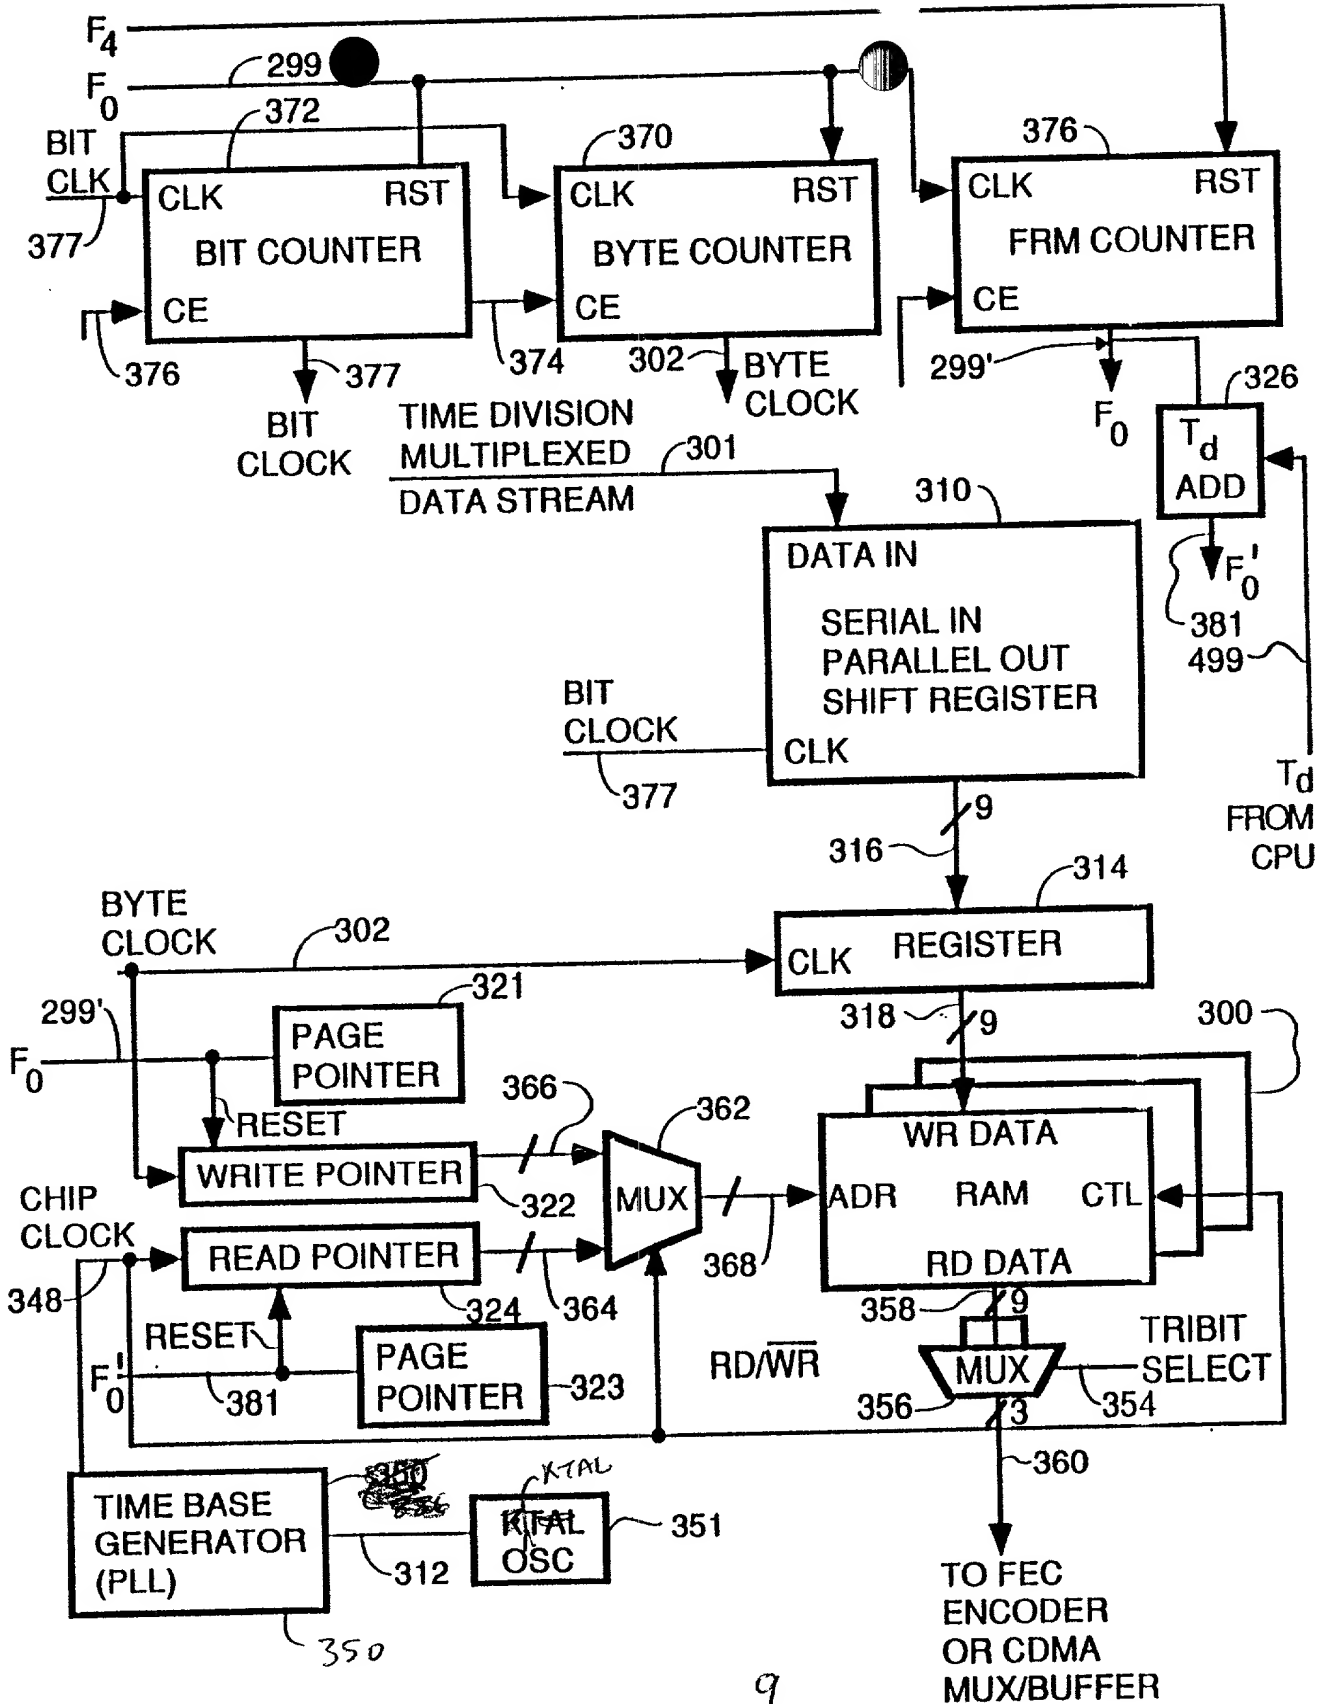 F4
F0
299
372
BIT
CLK
370
376
CLK
RST
BIT COUNTER
CE
CLK
RST
BYTE COUNTER
CE
CLK
RST
FRM COUNTER
CE
377
376
377
374
302
BYTE
CLOCK
299'
326
BIT
CLOCK
F0
Td
ADD
TIME DIVISION
MULTIPLEXED
DATA STREAM
301
310
DATA IN
SERIAL IN
PARALLEL OUT
SHIFT REGISTER
CLK
F0'
381
499
BIT
CLOCK
377
Td
FROM
CPU
9
316
314
BYTE
CLOCK
302
CLK
REGISTER
299'
321
318
9
300
F0
PAGE
POINTER
RESET
366
362
WR DATA
WRITE POINTER
322
MUX
ADR
RAM
CTL
CHIP
CLOCK
READ POINTER
RD DATA
348
324
364
368
358
9
RESET
F0'
381
PAGE
POINTER
323
RD/WR
MUX
TRIBIT
SELECT
356
354
3
360
TIME BASE
GENERATOR
(PLL)
312
XTAL
OSC
351
350
TO FEC
ENCODER
OR CDMA
MUX/BUFFER
9